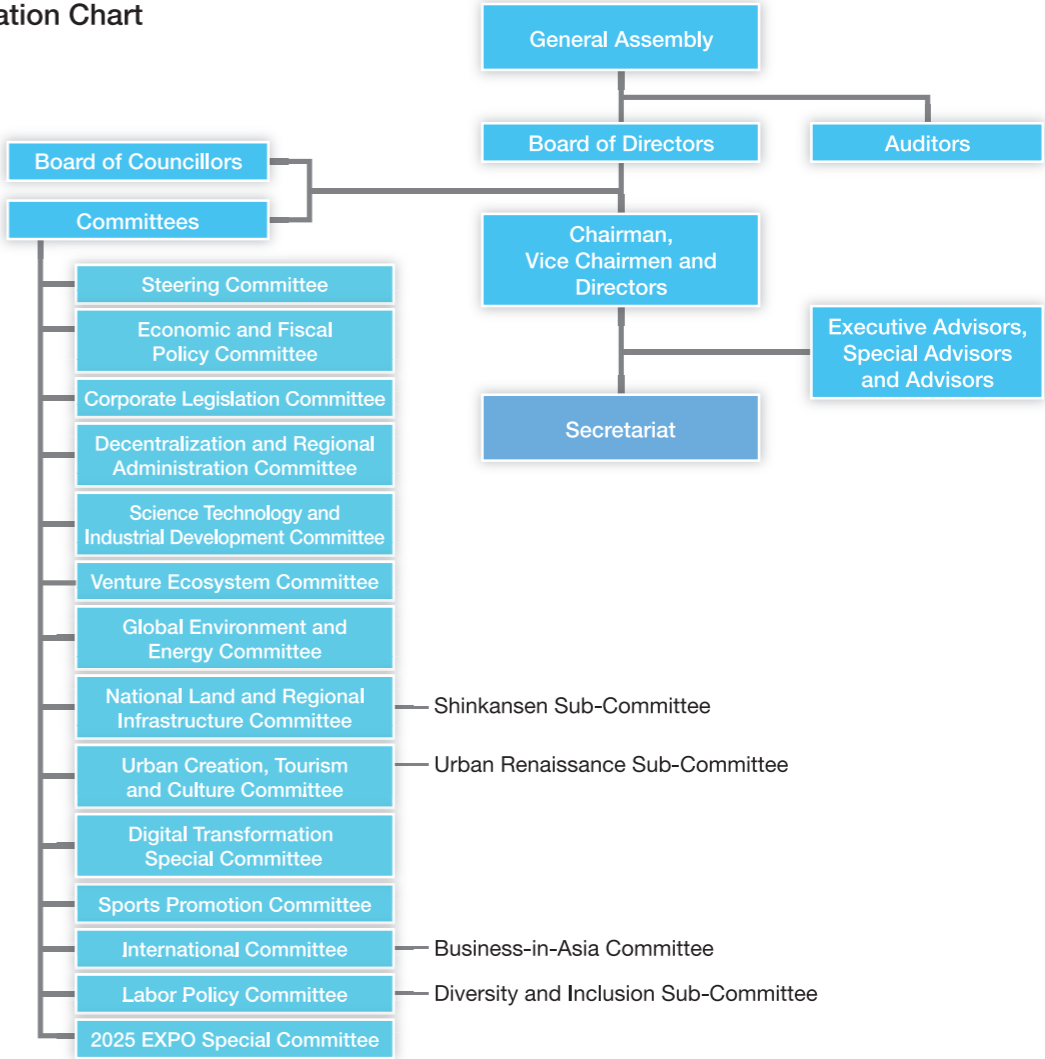 ation Chart
General Assembly
Board of Directors
Auditors
Board of Councillors
Committees
Chairman,
Vice Chairmen and
Directors
Executive Advisors,
Special Advisors
and Advisors
Secretariat
Steering Committee
Economic and Fiscal
Policy Committee
Corporate Legislation Committee
Decentralization and Regional
Administration Committee
Science Technology and
Industrial Development Committee
Venture Ecosystem Committee
Global Environment and
Energy Committee
National Land and Regional
Infrastructure Committee
Shinkansen Sub-Committee
Urban Creation, Tourism
and Culture Committee
Urban Renaissance Sub-Committee
Digital Transformation
Special Committee
Sports Promotion Committee
International Committee
Business-in-Asia Committee
Labor Policy Committee
Diversity and Inclusion Sub-Committee
2025 EXPO Special Committee